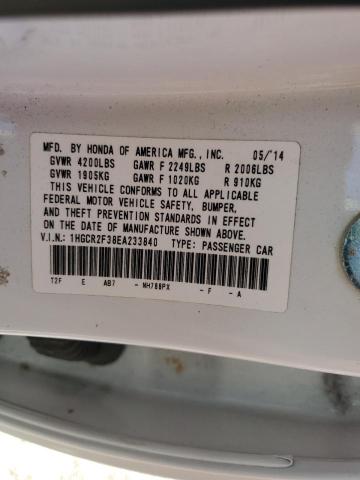 MFD. BY HONDA OF AMERICA MFG., INC. 05/'14
GVWR 4200LBS GAWR F 2249LBS R 2006LBS
GVWR 1905KG GAWR F 1020KG R 910KG
THIS VEHICLE CONFORMS TO ALL APPLICABLE
FEDERAL MOTOR VEHICLE SAFETY, BUMPER,
AND THEFT PREVENTION STANDARDS IN EFFECT
ON THE DATE OF MANUFACTURE SHOWN ABOVE.
V.I.N.: 1HGCR2F38EA233840 TYPE: PASSENGER CAR
T2F E AB7 - NH788PX - F - A